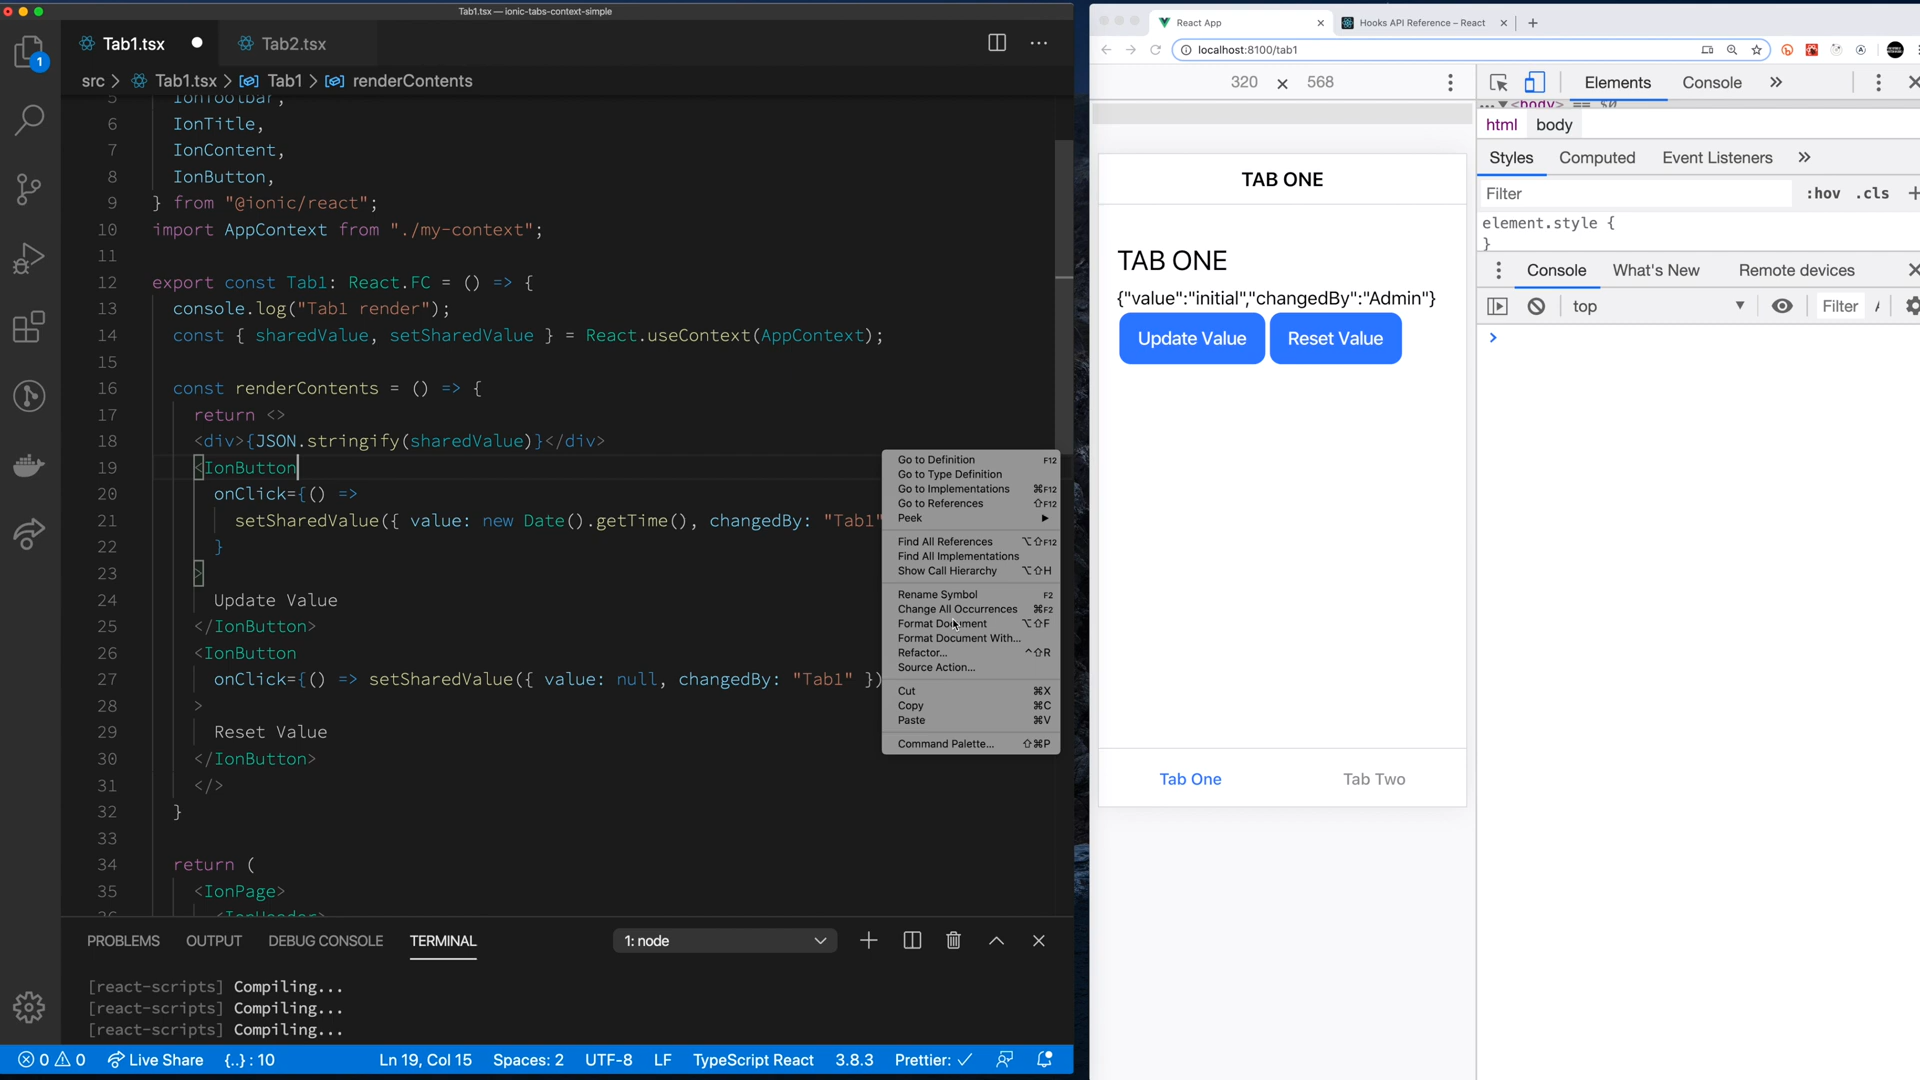 Tab1.tsx — ionic-tabs-context-simple
Tab1.tsx
Tab2.tsx
1
src > Tab1.tsx > Tab1 > renderContents
5 IonToolbar,
6 IonTitle,
7 IonContent,
8 IonButton,
9 } from "@ionic/react";
10 import AppContext from "./my-context";
11
12 export const Tab1: React.FC = () => {
13 console.log("Tab1 render");
14 const { sharedValue, setSharedValue } = React.useContext(AppContext);
15
16 const renderContents = () => {
17 return <>
18 <div>{JSON.stringify(sharedValue)}</div>
19 <IonButton
20 onClick={() =>
21 setSharedValue({ value: new Date().getTime(), changedBy: "Tab1"
22 }
23 >
24 Update Value
25 </IonButton>
26 <IonButton
27 onClick={() => setSharedValue({ value: null, changedBy: "Tab1" })
28 >
29 Reset Value
30 </IonButton>
31 </>
32 }
33
34 return (
35 <IonPage>
36 <IonHeader>
Go to Definition F12
Go to Type Definition
Go to Implementations ⌘F12
Go to References ⇧F12
Peek ▶
Find All References ⌥⇧F12
Find All Implementations
Show Call Hierarchy ⌥⇧H
Rename Symbol F2
Change All Occurrences ⌘F2
Format Document ⌥⇧F
Format Document With...
Refactor... ^⇧R
Source Action...
Cut ⌘X
Copy ⌘C
Paste ⌘V
Command Palette... ⇧⌘P
PROBLEMS OUTPUT DEBUG CONSOLE TERMINAL
1: node
[react-scripts] Compiling...
[react-scripts] Compiling...
[react-scripts] Compiling...
0 0 Live Share {..} : 10 Ln 19, Col 15 Spaces: 2 UTF-8 LF TypeScript React 3.8.3 Prettier: ✓
React App
Hooks API Reference – React
localhost:8100/tab1
320 × 568
TAB ONE
TAB ONE
{"value":"initial","changedBy":"Admin"}
Update Value
Reset Value
Tab One
Tab Two
Elements Console »
... ▼<body> == $0
html body
Styles Computed Event Listeners »
Filter :hov .cls +
element.style {
}
Console What's New Remote devices
top ▼ Filter
>